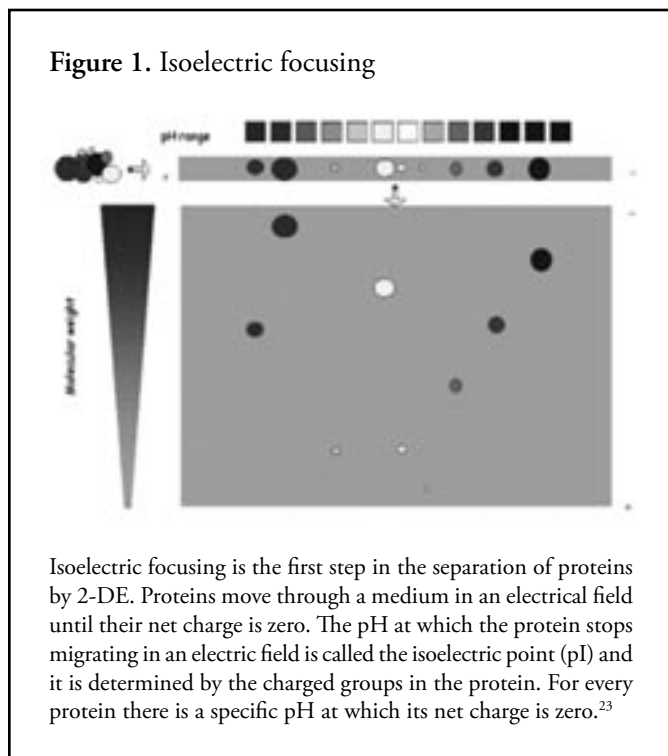 Figure 1. Isoelectric focusing
pH range
+ -
-
Molecular weight
+
Isoelectric focusing is the first step in the separation of proteins
by 2-DE. Proteins move through a medium in an electrical field
until their net charge is zero. The pH at which the protein stops
migrating in an electric field is called the isoelectric point (pI) and
it is determined by the charged groups in the protein. For every
protein there is a specific pH at which its net charge is zero.²³